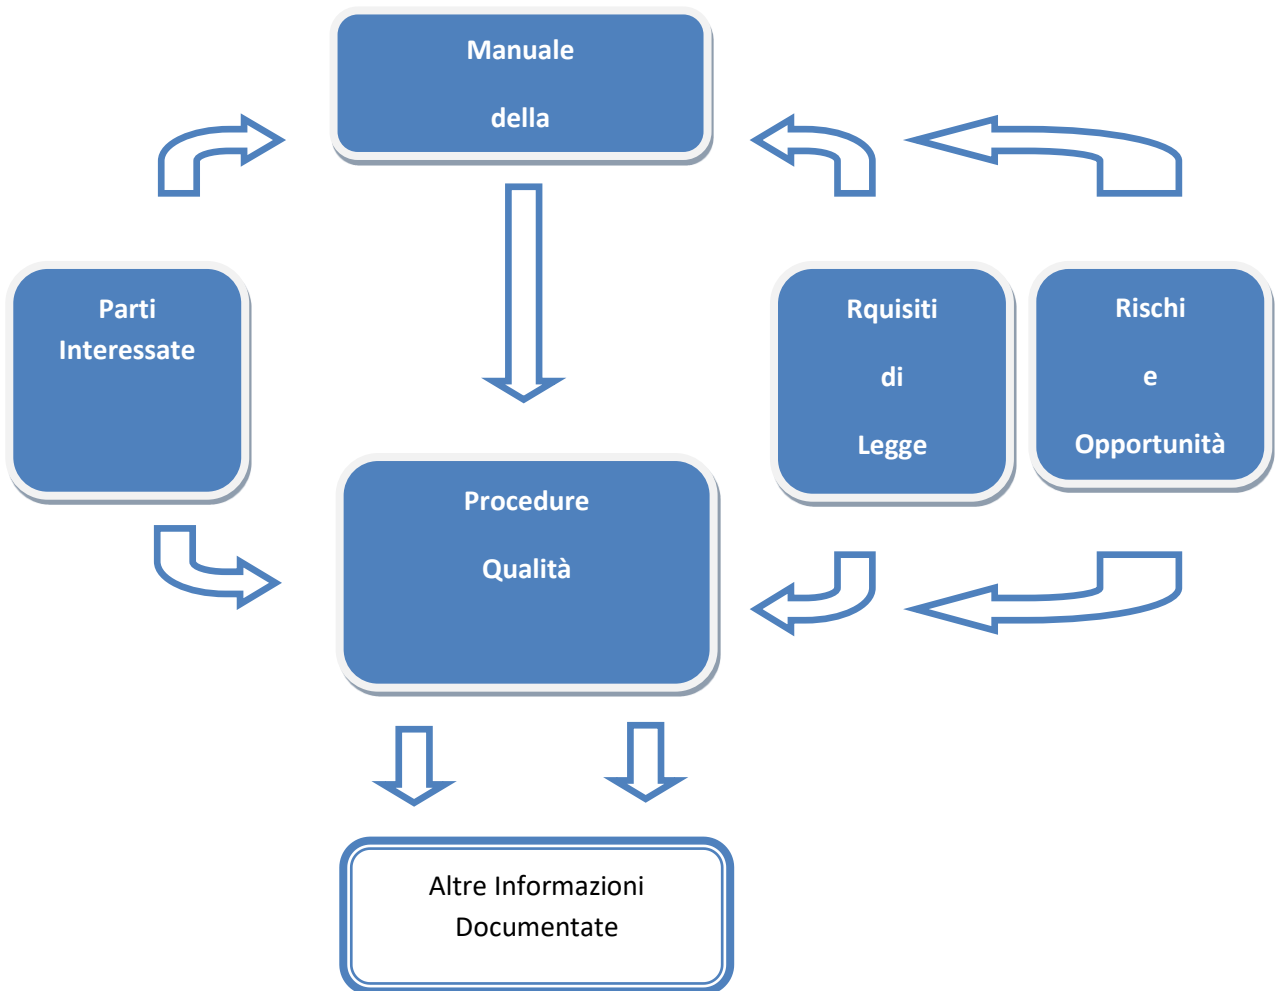 Manuale
della
Parti
Interessate
Rquisiti
di
Legge
Rischi
e
Opportunità
Procedure
Qualità
Altre Informazioni
Documentate